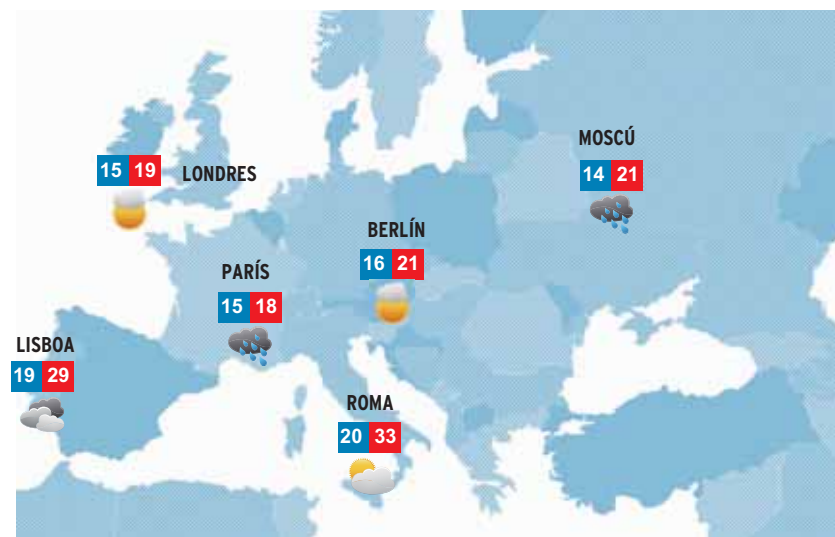 MOSCÚ
14 21
15 19
LONDRES
BERLÍN
16 21
PARÍS
15 18
LISBOA
19 29
ROMA
20 33